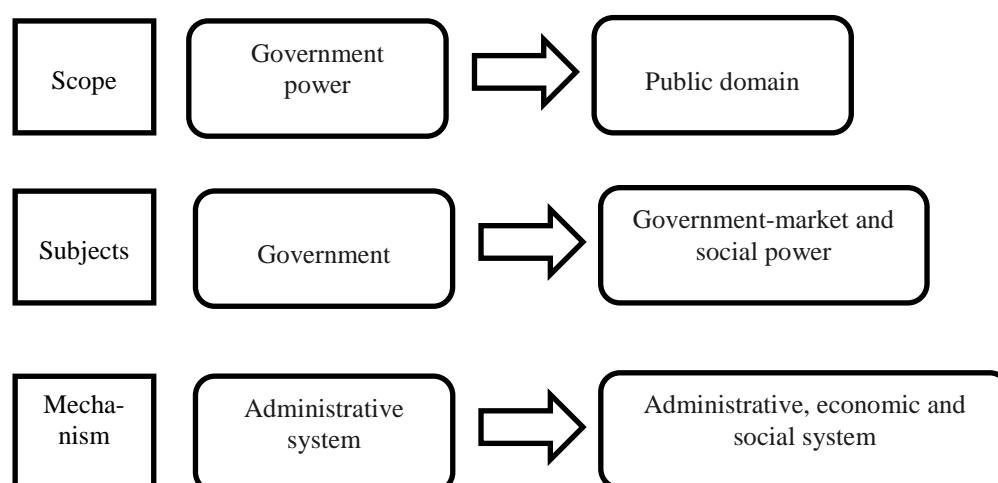 Scope
Government
power
Public domain
Subjects
Government
Government-market and
social power
Mecha-
nism
Administrative
system
Administrative, economic and
social system